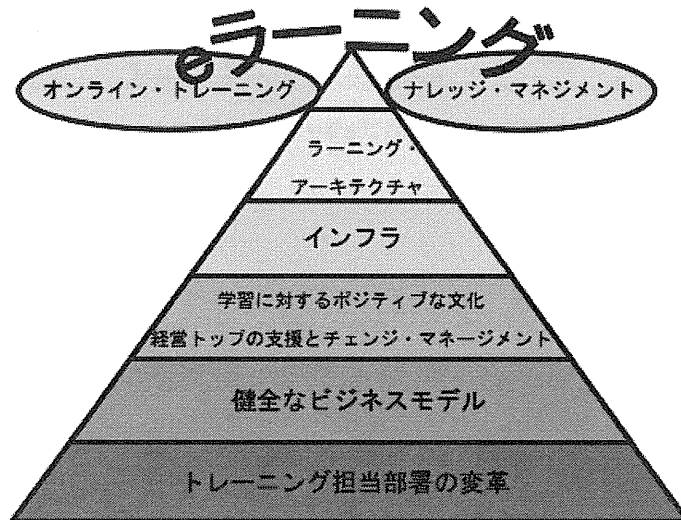 eラーニング
オンライン・トレーニング
ナレッジ・マネジメント
ラーニング・
アーキテクチャ
インフラ
学習に対するポジティブな文化
経営トップの支援とチェンジ・マネージメント
健全なビジネスモデル
トレーニング担当部署の変革